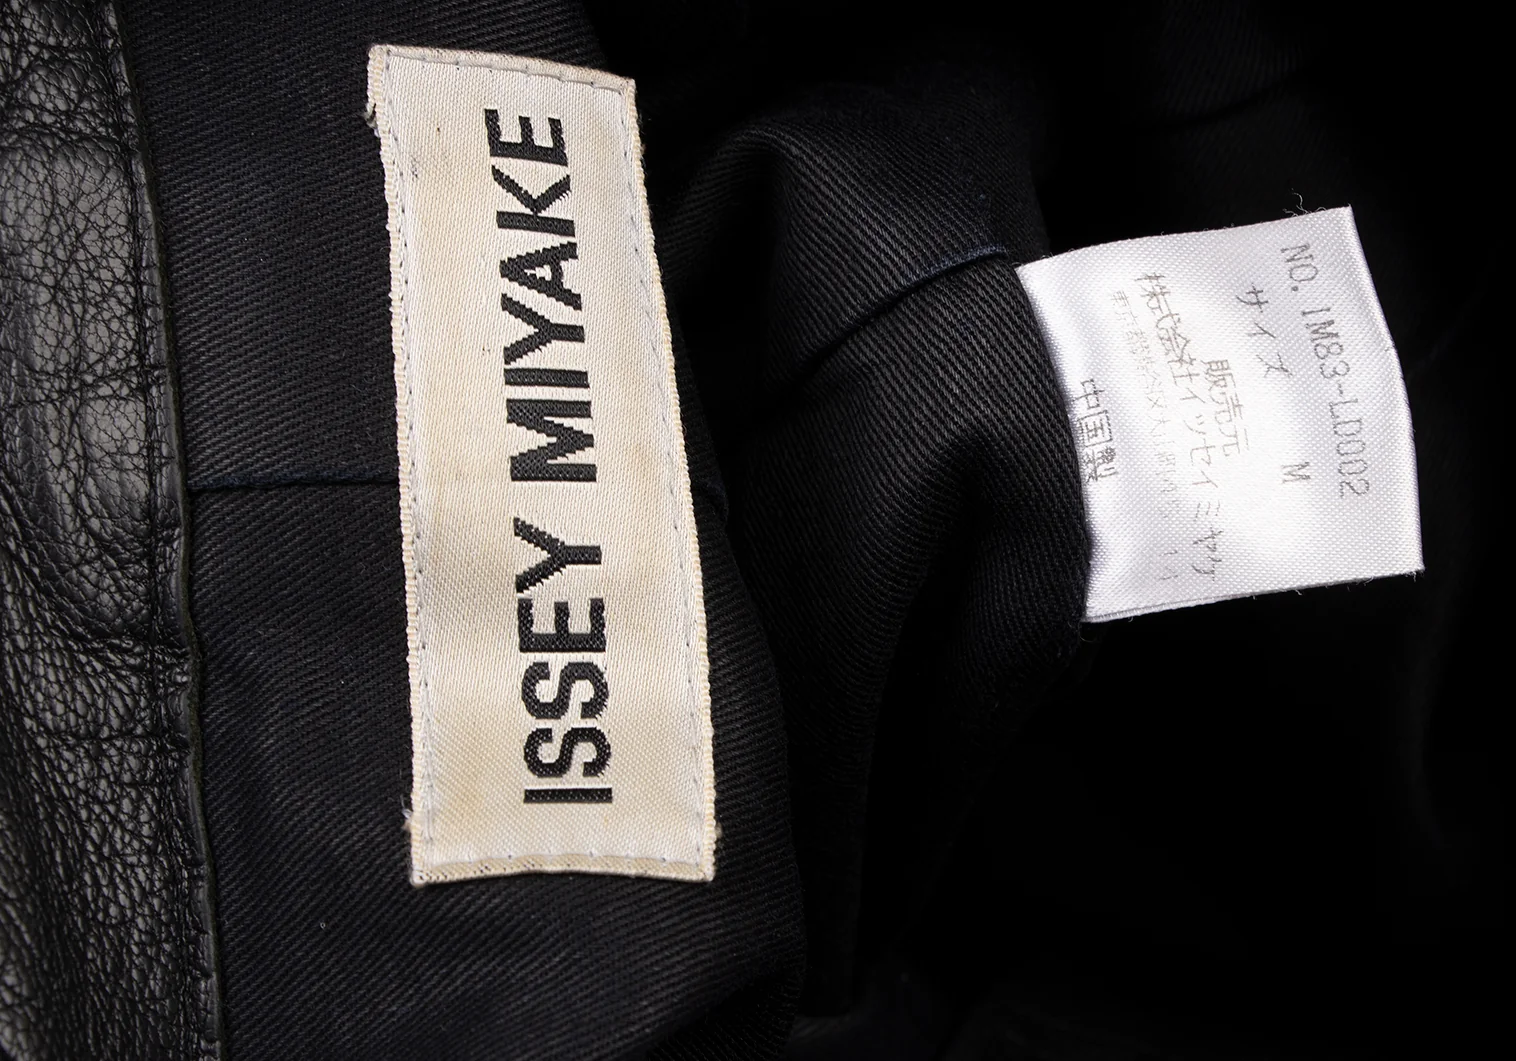 ISSEY MIYAKE
NO. IM83-LD002
サイズ M
販売元
株式会社イッセイミヤケ
中国製